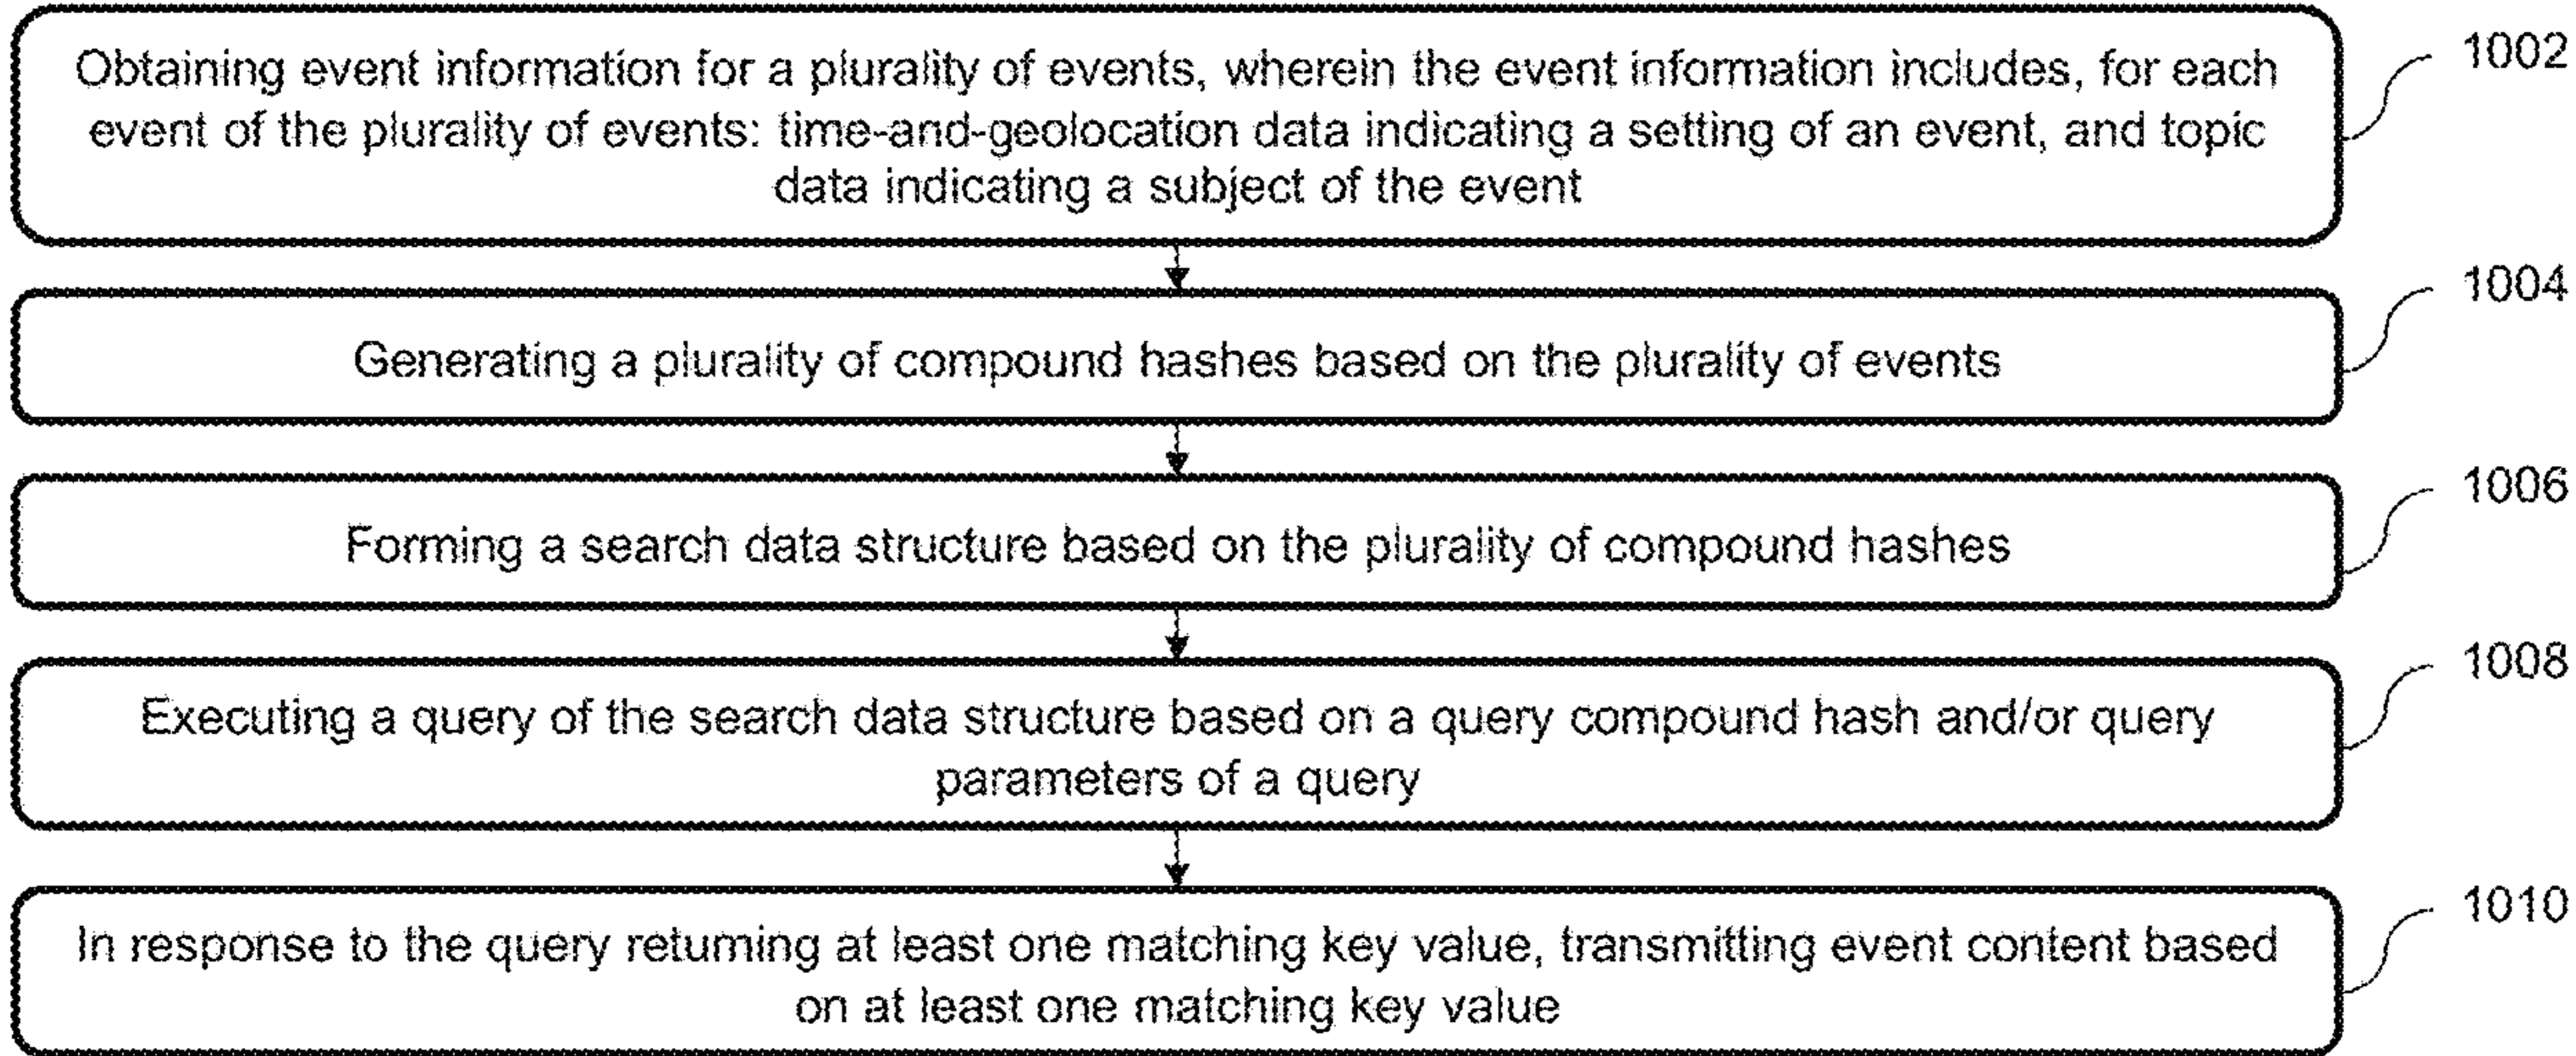 Obtaining event information for a plurality of events, wherein the event information includes, for each
event of the plurality of events: time-and-geolocation data indicating a setting of an event, and topic
data indicating a subject of the event
1002
Generating a plurality of compound hashes based on the plurality of events
1004
Forming a search data structure based on the plurality of compound hashes
1006
Executing a query of the search data structure based on a query compound hash and/or query
parameters of a query
1008
In response to the query returning at least one matching key value, transmitting event content based
on at least one matching key value
1010